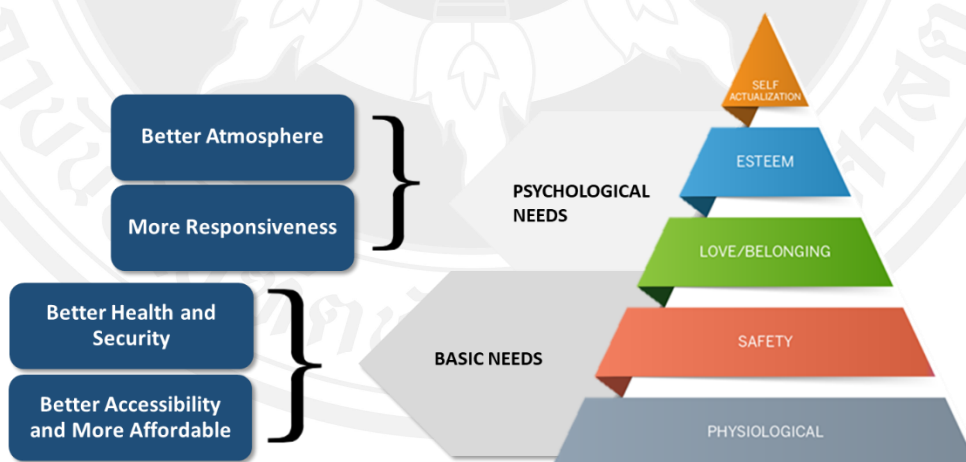 Better Atmosphere
More Responsiveness
Better Health and
Security
Better Accessibility
and More Affordable
PSYCHOLOGICAL
NEEDS
BASIC NEEDS
SELF
ACTUALIZATION
ESTEEM
LOVE/BELONGING
SAFETY
PHYSIOLOGICAL